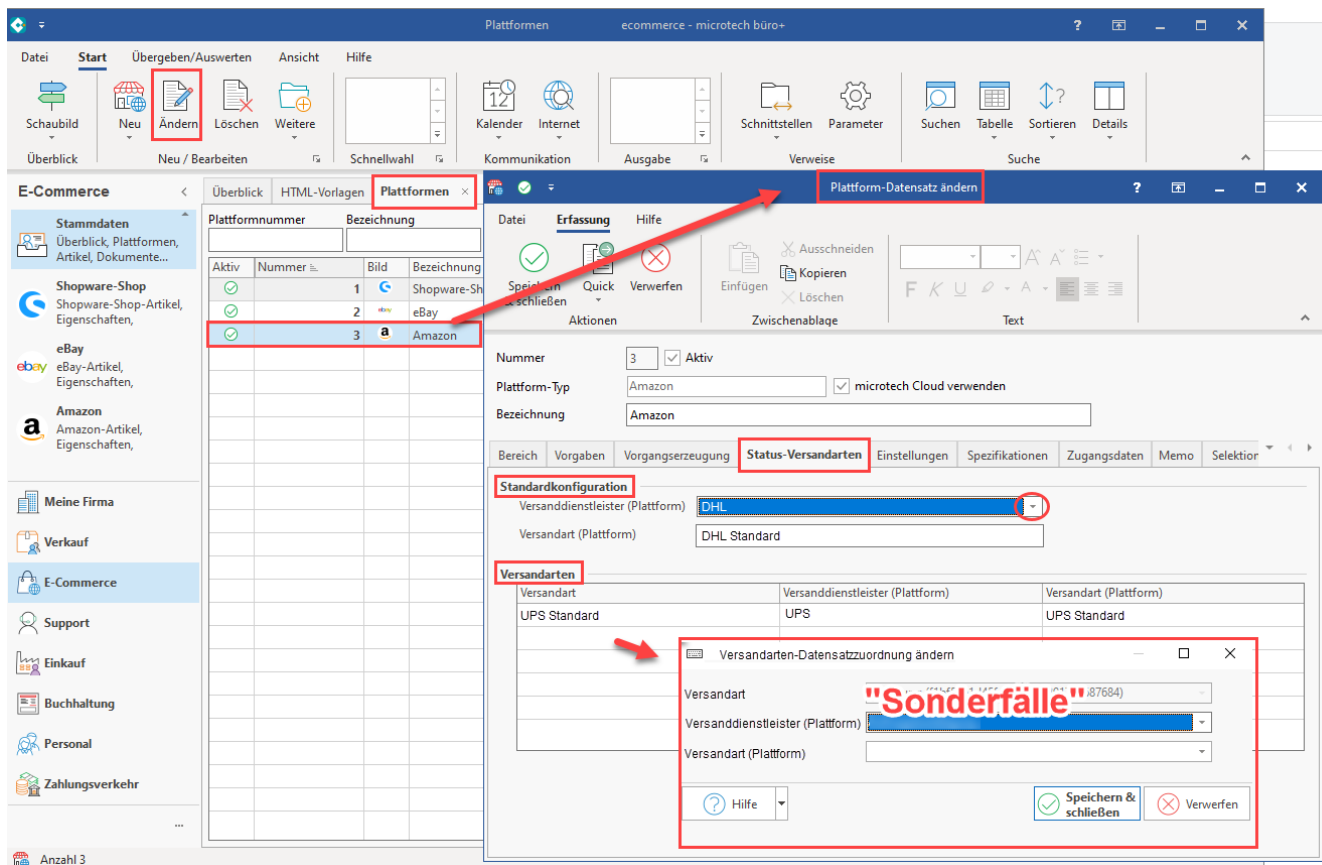 Plattformen ecommerce - microtech büro+ ?
Datei Start Übergeben/Auswerten Ansicht Hilfe
Schaubild Neu Ändern Löschen Weitere Kalender Internet Schnittstellen Parameter Suchen Tabelle Sortieren Details
Überblick Neu / Bearbeiten Schnellwahl Kommunikation Ausgabe Verweise Suche
E-Commerce
Stammdaten
Überblick, Plattformen,
Artikel, Dokumente...
Shopware-Shop
Shopware-Shop-Artikel,
Eigenschaften,
ebay
eBay
eBay-Artikel,
Eigenschaften,
a
Amazon
Amazon-Artikel,
Eigenschaften,
Meine Firma
Verkauf
E-Commerce
Support
Einkauf
Buchhaltung
Personal
Zahlungsverkehr
...
Anzahl 3
Überblick HTML-Vorlagen Plattformen ×
Plattformnummer Bezeichnung
Aktiv Nummer Bild Bezeichnung
1 Shopware-Sh
2 ebay eBay
3 a Amazon
Plattform-Datensatz ändern ?
Datei Erfassung Hilfe
Speichern & schließen Quick Verwerfen Einfügen
Ausschneiden
Kopieren
Löschen
F K U A
Aktionen Zwischenablage Text
Nummer 3 Aktiv
Plattform-Typ Amazon microtech Cloud verwenden
Bezeichnung Amazon
Bereich Vorgaben Vorgangserzeugung Status-Versandarten Einstellungen Spezifikationen Zugangsdaten Memo Selektion
Standardkonfiguration
Versanddienstleister (Plattform) DHL
Versandart (Plattform) DHL Standard
Versandarten
Versandart Versanddienstleister (Plattform) Versandart (Plattform)
UPS Standard UPS UPS Standard
Versandarten-Datensatzzuordnung ändern
Versandart 87684)
"Sonderfälle"
Versanddienstleister (Plattform)
Versandart (Plattform)
Hilfe Speichern & schließen Verwerfen